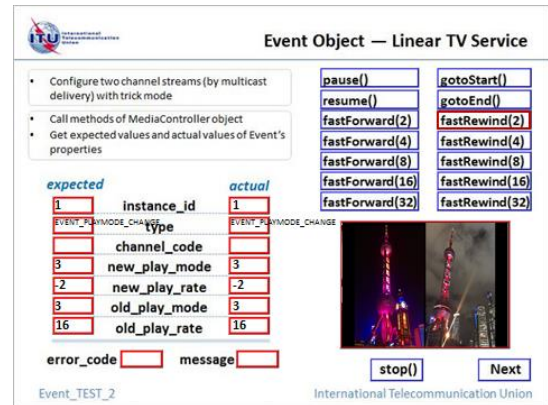 ITU International
Telecommunication
Union
Event Object — Linear TV Service
• Configure two channel streams (by multicast
delivery) with trick mode
• Call methods of MediaController object
• Get expected values and actual values of Event's
properties
pause() gotoStart()
resume() gotoEnd()
fastForward(2) fastRewind(2)
fastForward(4) fastRewind(4)
fastForward(8) fastRewind(8)
fastForward(16) fastRewind(16)
fastForward(32) fastRewind(32)
expected actual
1 instance_id 1
EVENT_PLAYMODE_CHANGE type EVENT_PLAYMODE_CHANGE
channel_code
3 new_play_mode 3
-2 new_play_rate -2
3 old_play_mode 3
16 old_play_rate 16
error_code message
stop() Next
Event_TEST_2 International Telecommunication Union